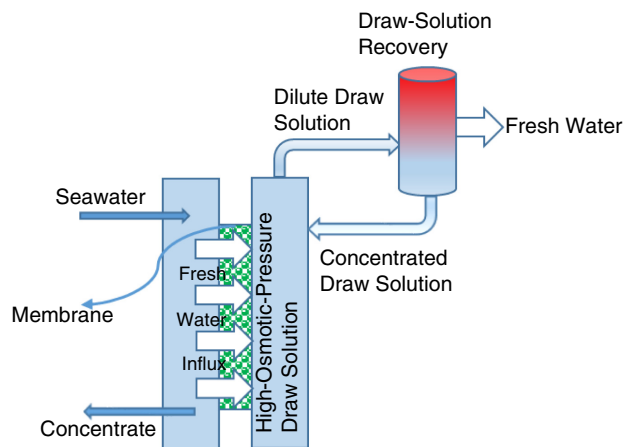 Draw-Solution
Recovery
Dilute Draw
Solution
Fresh Water
Seawater
Concentrated
Draw Solution
Fresh
Water
Influx
High-Osmotic-Pressure
Draw Solution
Membrane
Concentrate